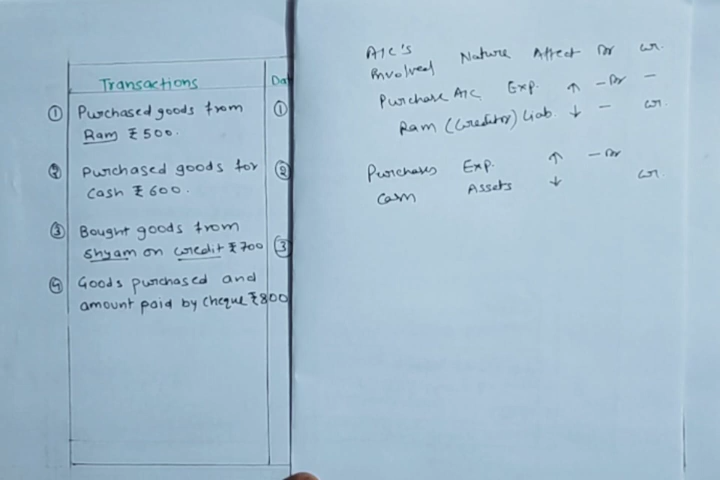 Transactions
① Purchased goods from
Ram ₹500.
② Purchased goods for
Cash ₹600.
③ Bought goods from
Shyam on credit ₹700
④ Goods purchased and
amount paid by cheque ₹800
Dat
①
②
③
A/C's
Involved Nature Affect Dr Cr.
Purchase A/C Exp. ↑ - Dr -
Ram (Creditor) Liab. ↓ - Cr.
Purchases Exp. ↑ - Dr
Cash Assets ↓ Cr.